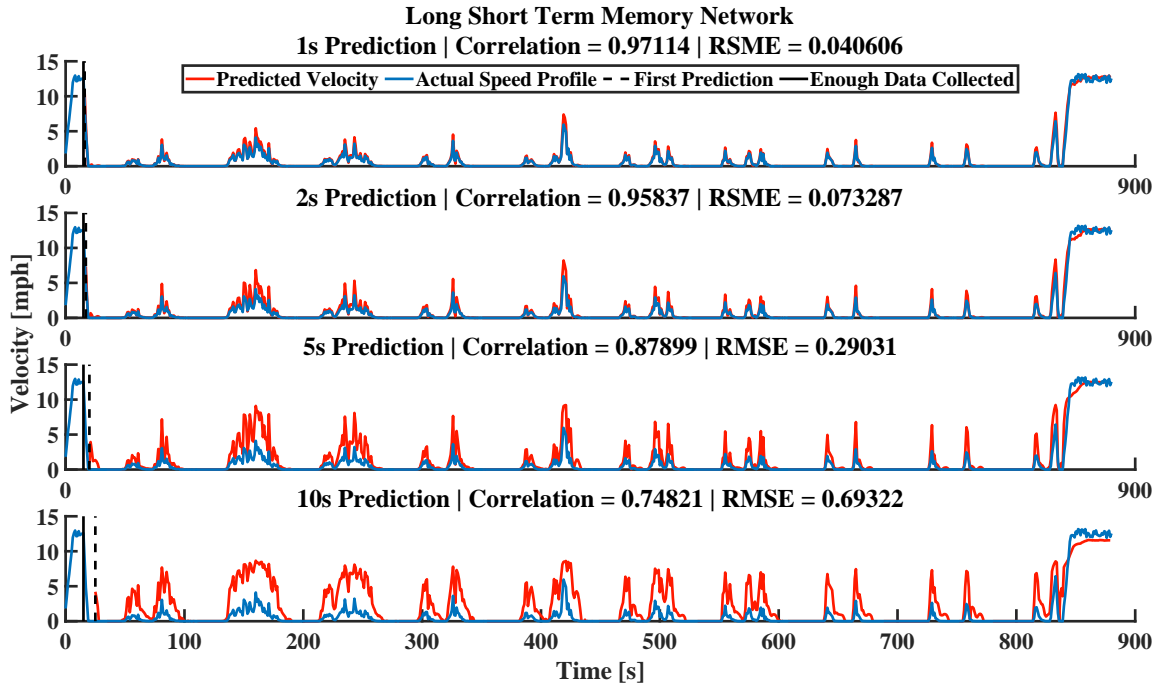 Long Short Term Memory Network
1s Prediction | Correlation = 0.97114 | RSME = 0.040606
Predicted Velocity Actual Speed Profile First Prediction Enough Data Collected
15
10
5
0
0 900
2s Prediction | Correlation = 0.95837 | RSME = 0.073287
15
10
5
0
0 900
Velocity [mph]
5s Prediction | Correlation = 0.87899 | RMSE = 0.29031
15
10
5
0
0 900
10s Prediction | Correlation = 0.74821 | RMSE = 0.69322
15
10
5
0
0 100 200 300 400 500 600 700 800 900
Time [s]